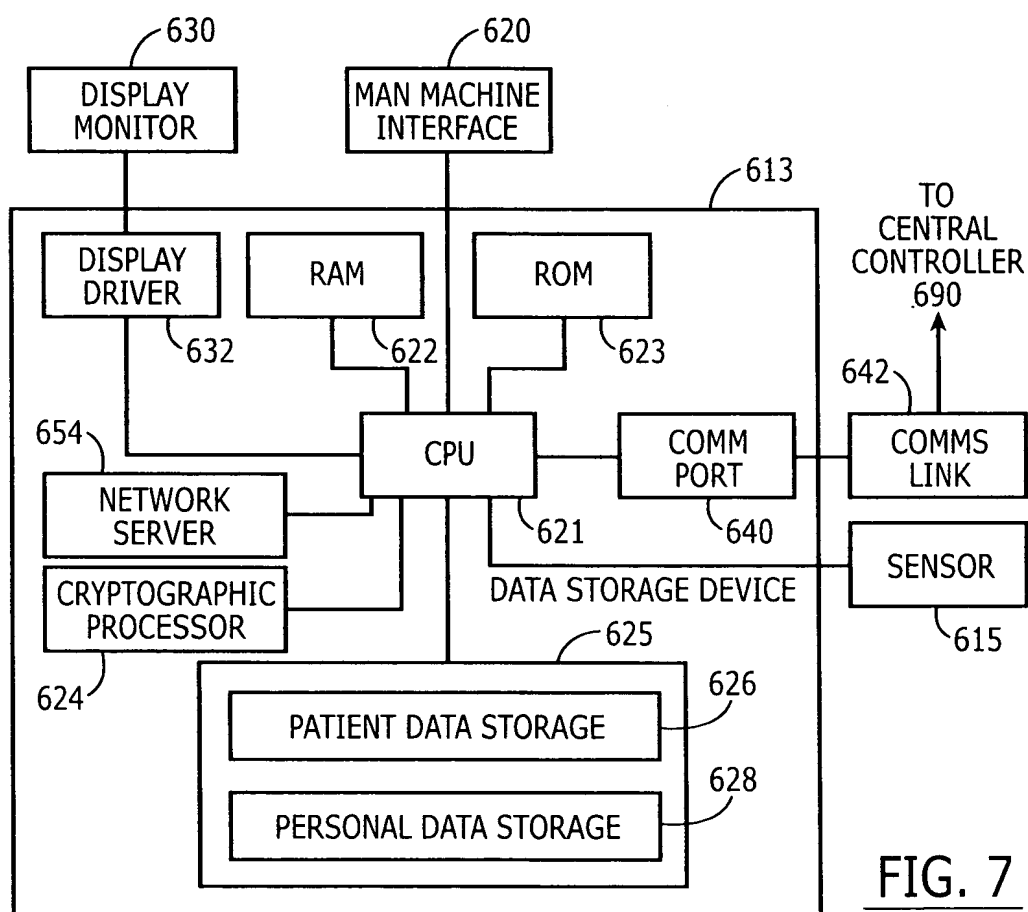 630
620
DISPLAY
MONITOR
MAN MACHINE
INTERFACE
613
TO
CENTRAL
CONTROLLER
690
DISPLAY
DRIVER
632
RAM
622
ROM
623
642
654
CPU
621
COMM
PORT
640
COMMS
LINK
NETWORK
SERVER
SENSOR
615
CRYPTOGRAPHIC
PROCESSOR
624
DATA STORAGE DEVICE
625
626
PATIENT DATA STORAGE
628
PERSONAL DATA STORAGE
FIG. 7